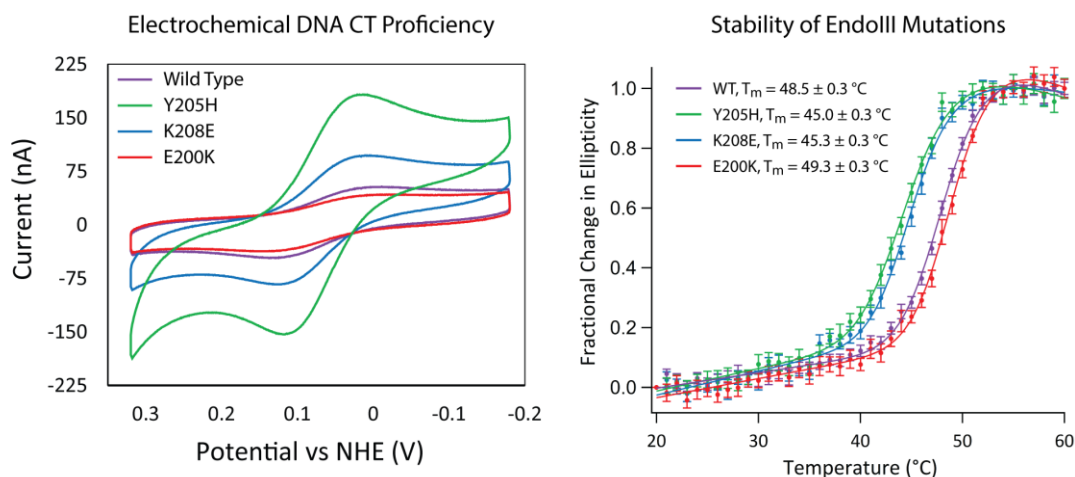 Electrochemical DNA CT Proficiency
225
150
75
0
-75
-150
-225
Current (nA)
Wild Type
Y205H
K208E
E200K
0.3
0.2
0.1
0
-0.1
-0.2
Potential vs NHE (V)
Stability of EndoIII Mutations
1.0
0.8
0.6
0.4
0.2
0.0
Fractional Change in Ellipticity
WT, Tm = 48.5 ± 0.3 °C
Y205H, Tm = 45.0 ± 0.3 °C
K208E, Tm = 45.3 ± 0.3 °C
E200K, Tm = 49.3 ± 0.3 °C
20
30
40
50
60
Temperature (°C)